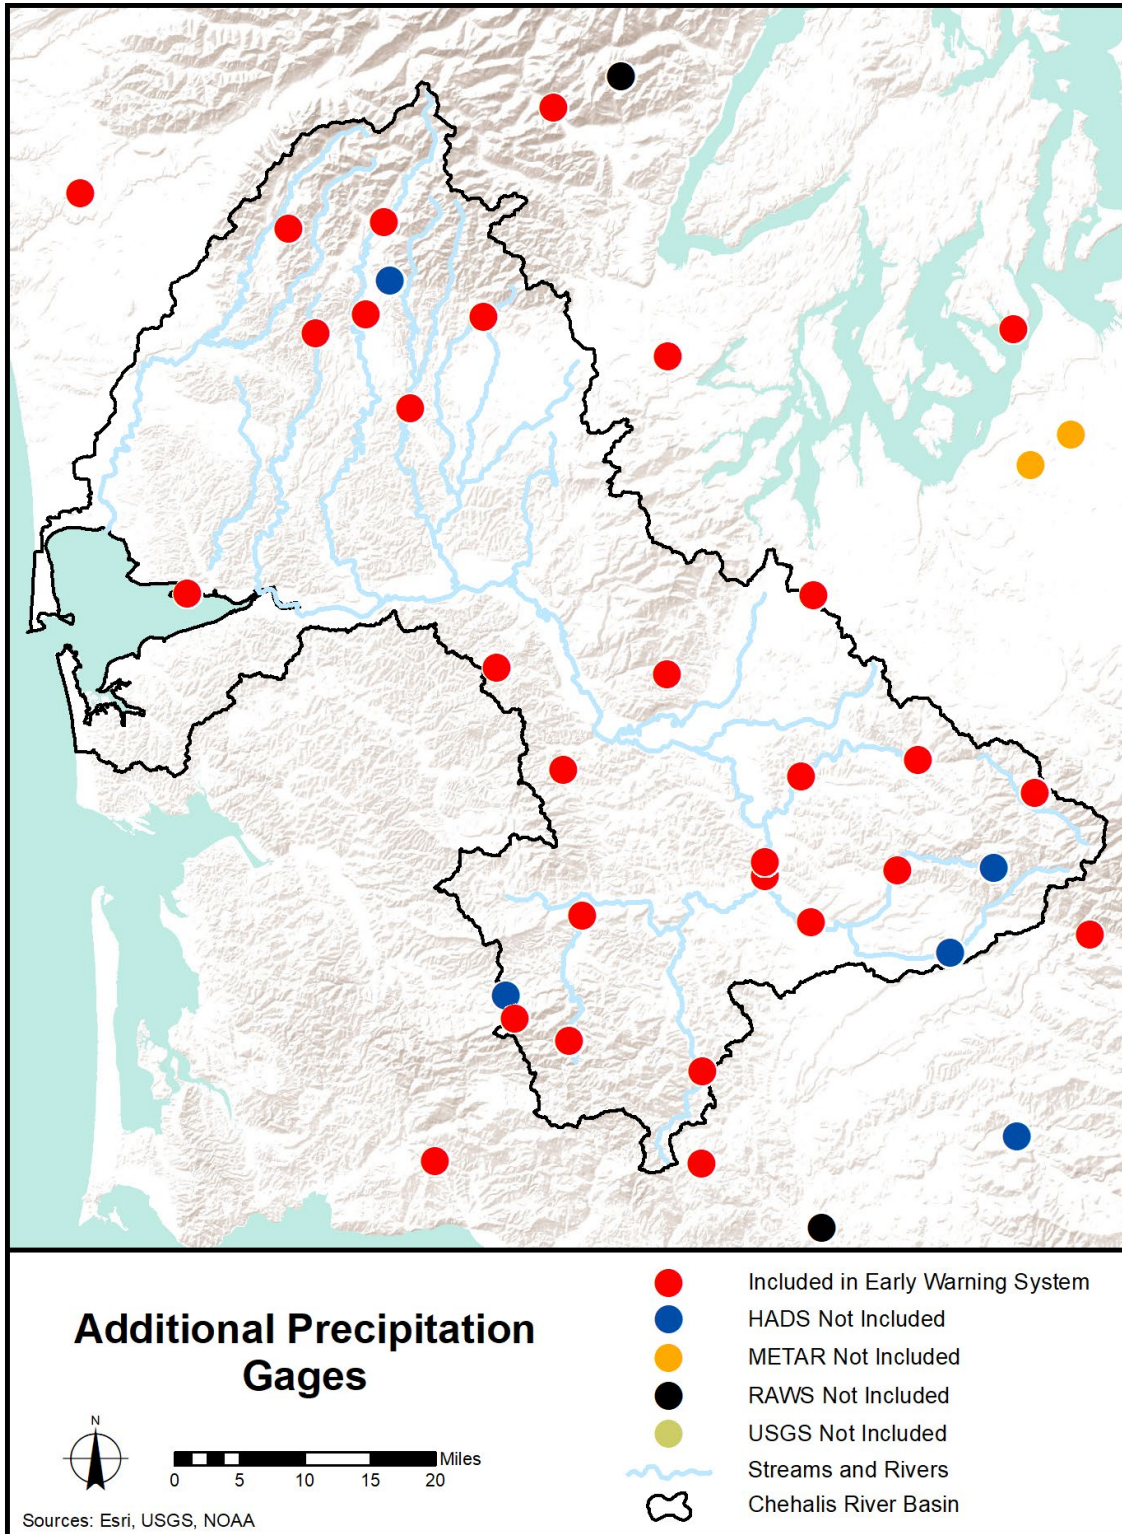 Additional Precipitation
Gages
N
Miles
0 5 10 15 20
Sources: Esri, USGS, NOAA
Included in Early Warning System
HADS Not Included
METAR Not Included
RAWS Not Included
USGS Not Included
Streams and Rivers
Chehalis River Basin